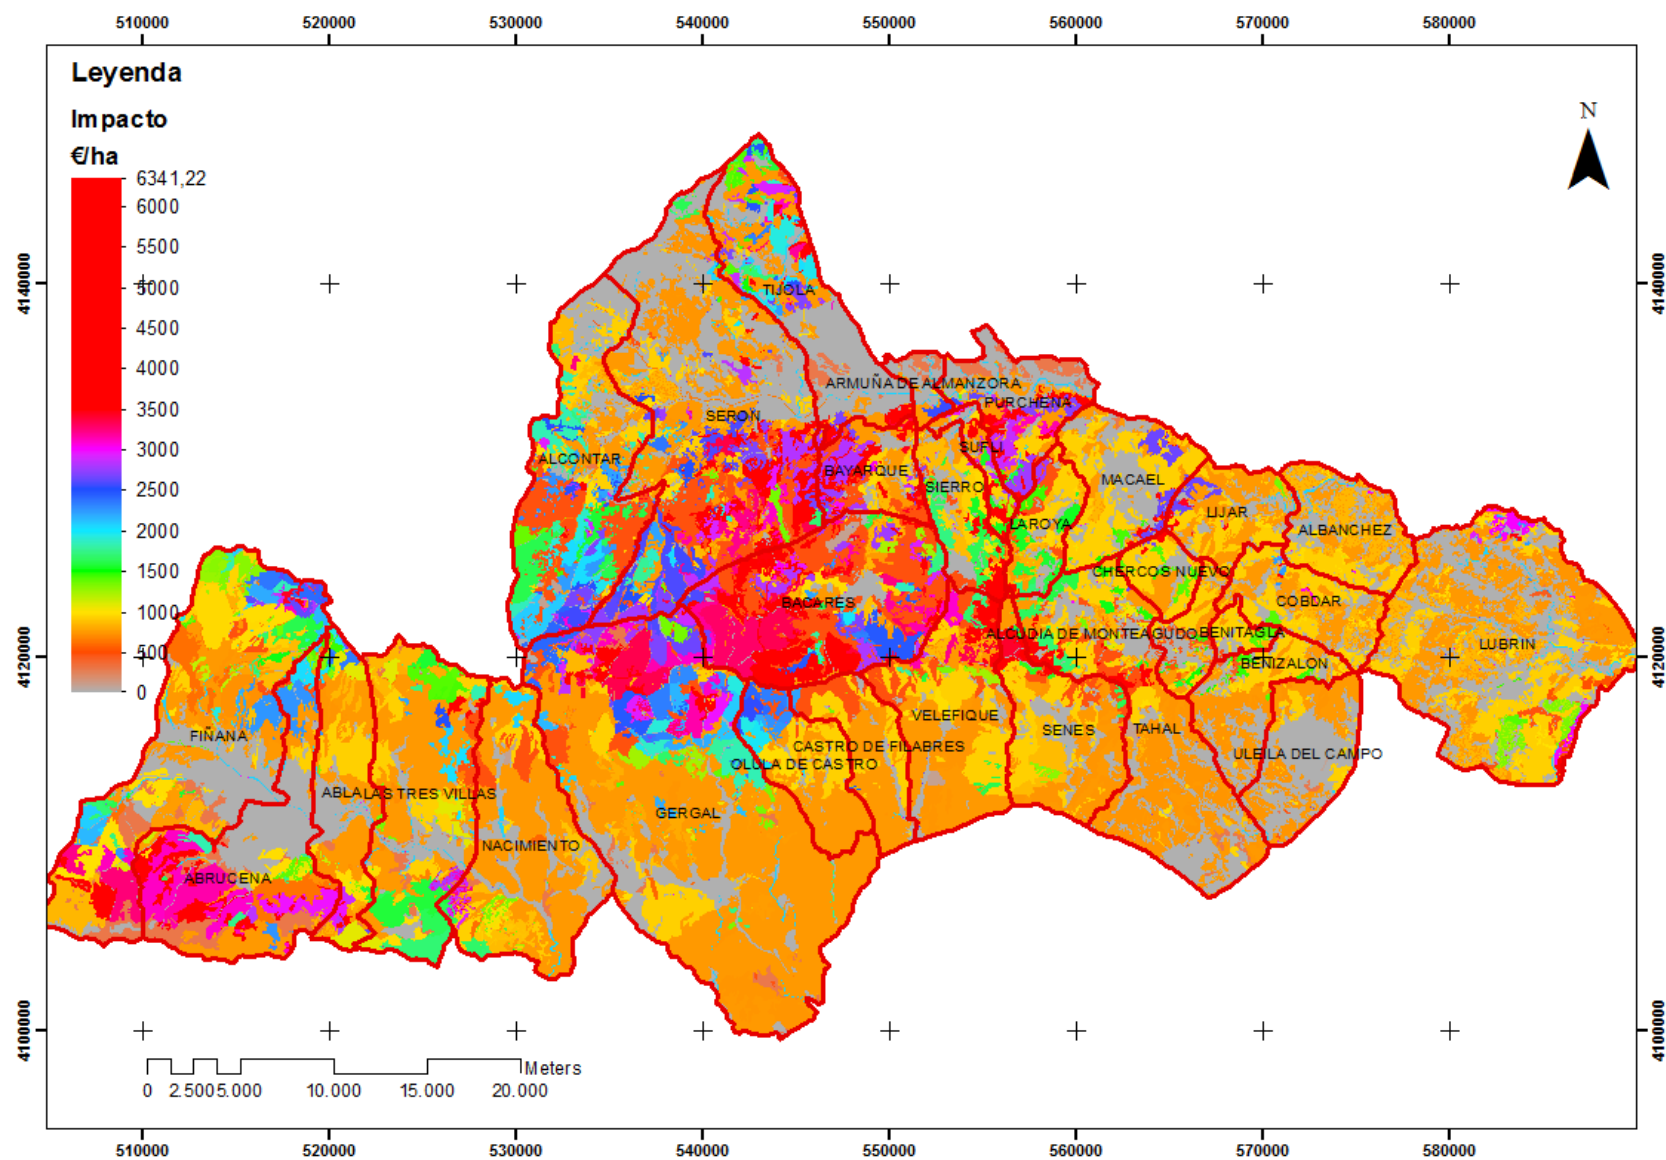 510000 520000 530000 540000 550000 560000 570000 580000
Leyenda
Impacto
€/ha
6341,22
6000
5500
5000
4500
4000
3500
3000
2500
2000
1500
1000
500
0
N
4140000 4140000
4120000 4120000
4100000 4100000
TIJOLA
ARMUÑA DE ALMANZORA
PURCHENA
SERON
SUFLI
ALCONTAR
BAYARQUE
SIERRO
MACAEL
LIJAR
LAROYA
ALBANCHEZ
CHERCOS NUEVO
BACARES
COBDAR
ALCUDIA DE MONTEAGUDO
BENITAGLA
LUBRIN
BENIZALON
VELEFIQUE
SENES
TAHAL
FIÑANA
CASTRO DE FILABRES
ULEILA DEL CAMPO
OLULA DE CASTRO
ABLA
LAS TRES VILLAS
GERGAL
NACIMIENTO
ABRUCENA
Meters
0 2.500 5.000 10.000 15.000 20.000
510000 520000 530000 540000 550000 560000 570000 580000